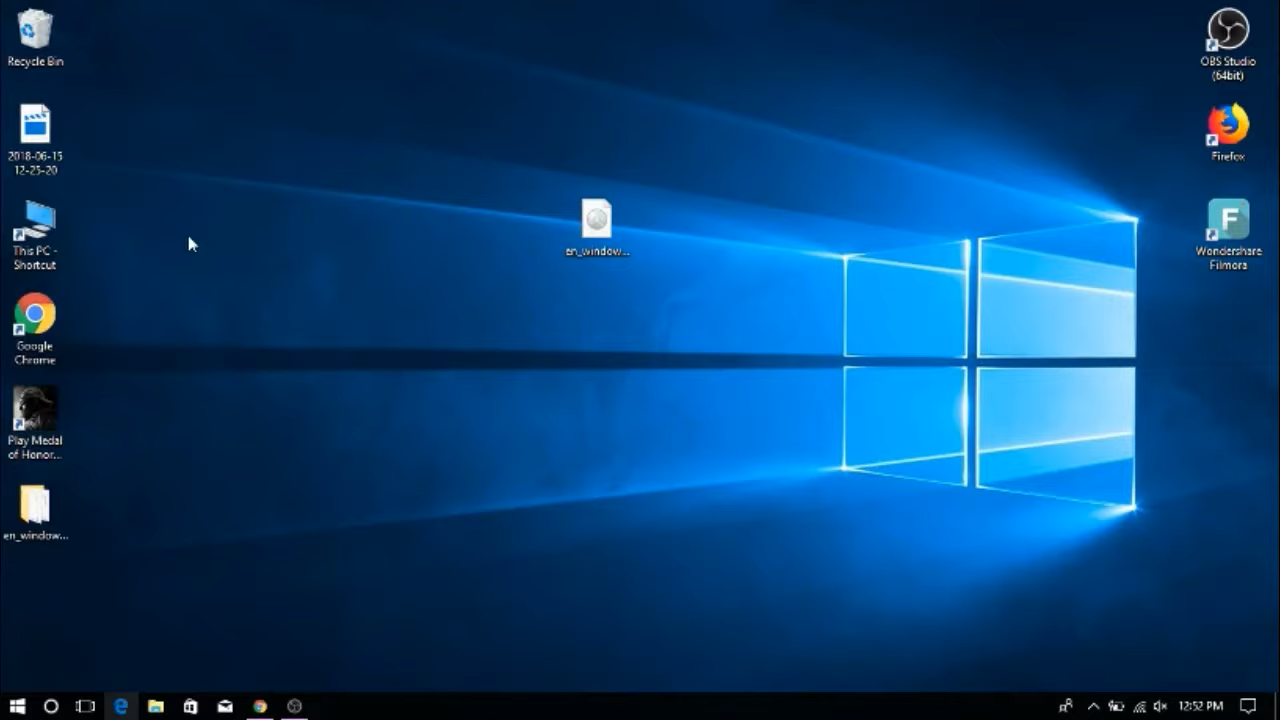 Recycle Bin
2018-06-15
12-25-20
This PC -
Shortcut
Google
Chrome
Play Medal
of Honor...
en_window...
en_window...
OBS Studio
(64bit)
Firefox
F
Wondershare
Filmora
12:52 PM